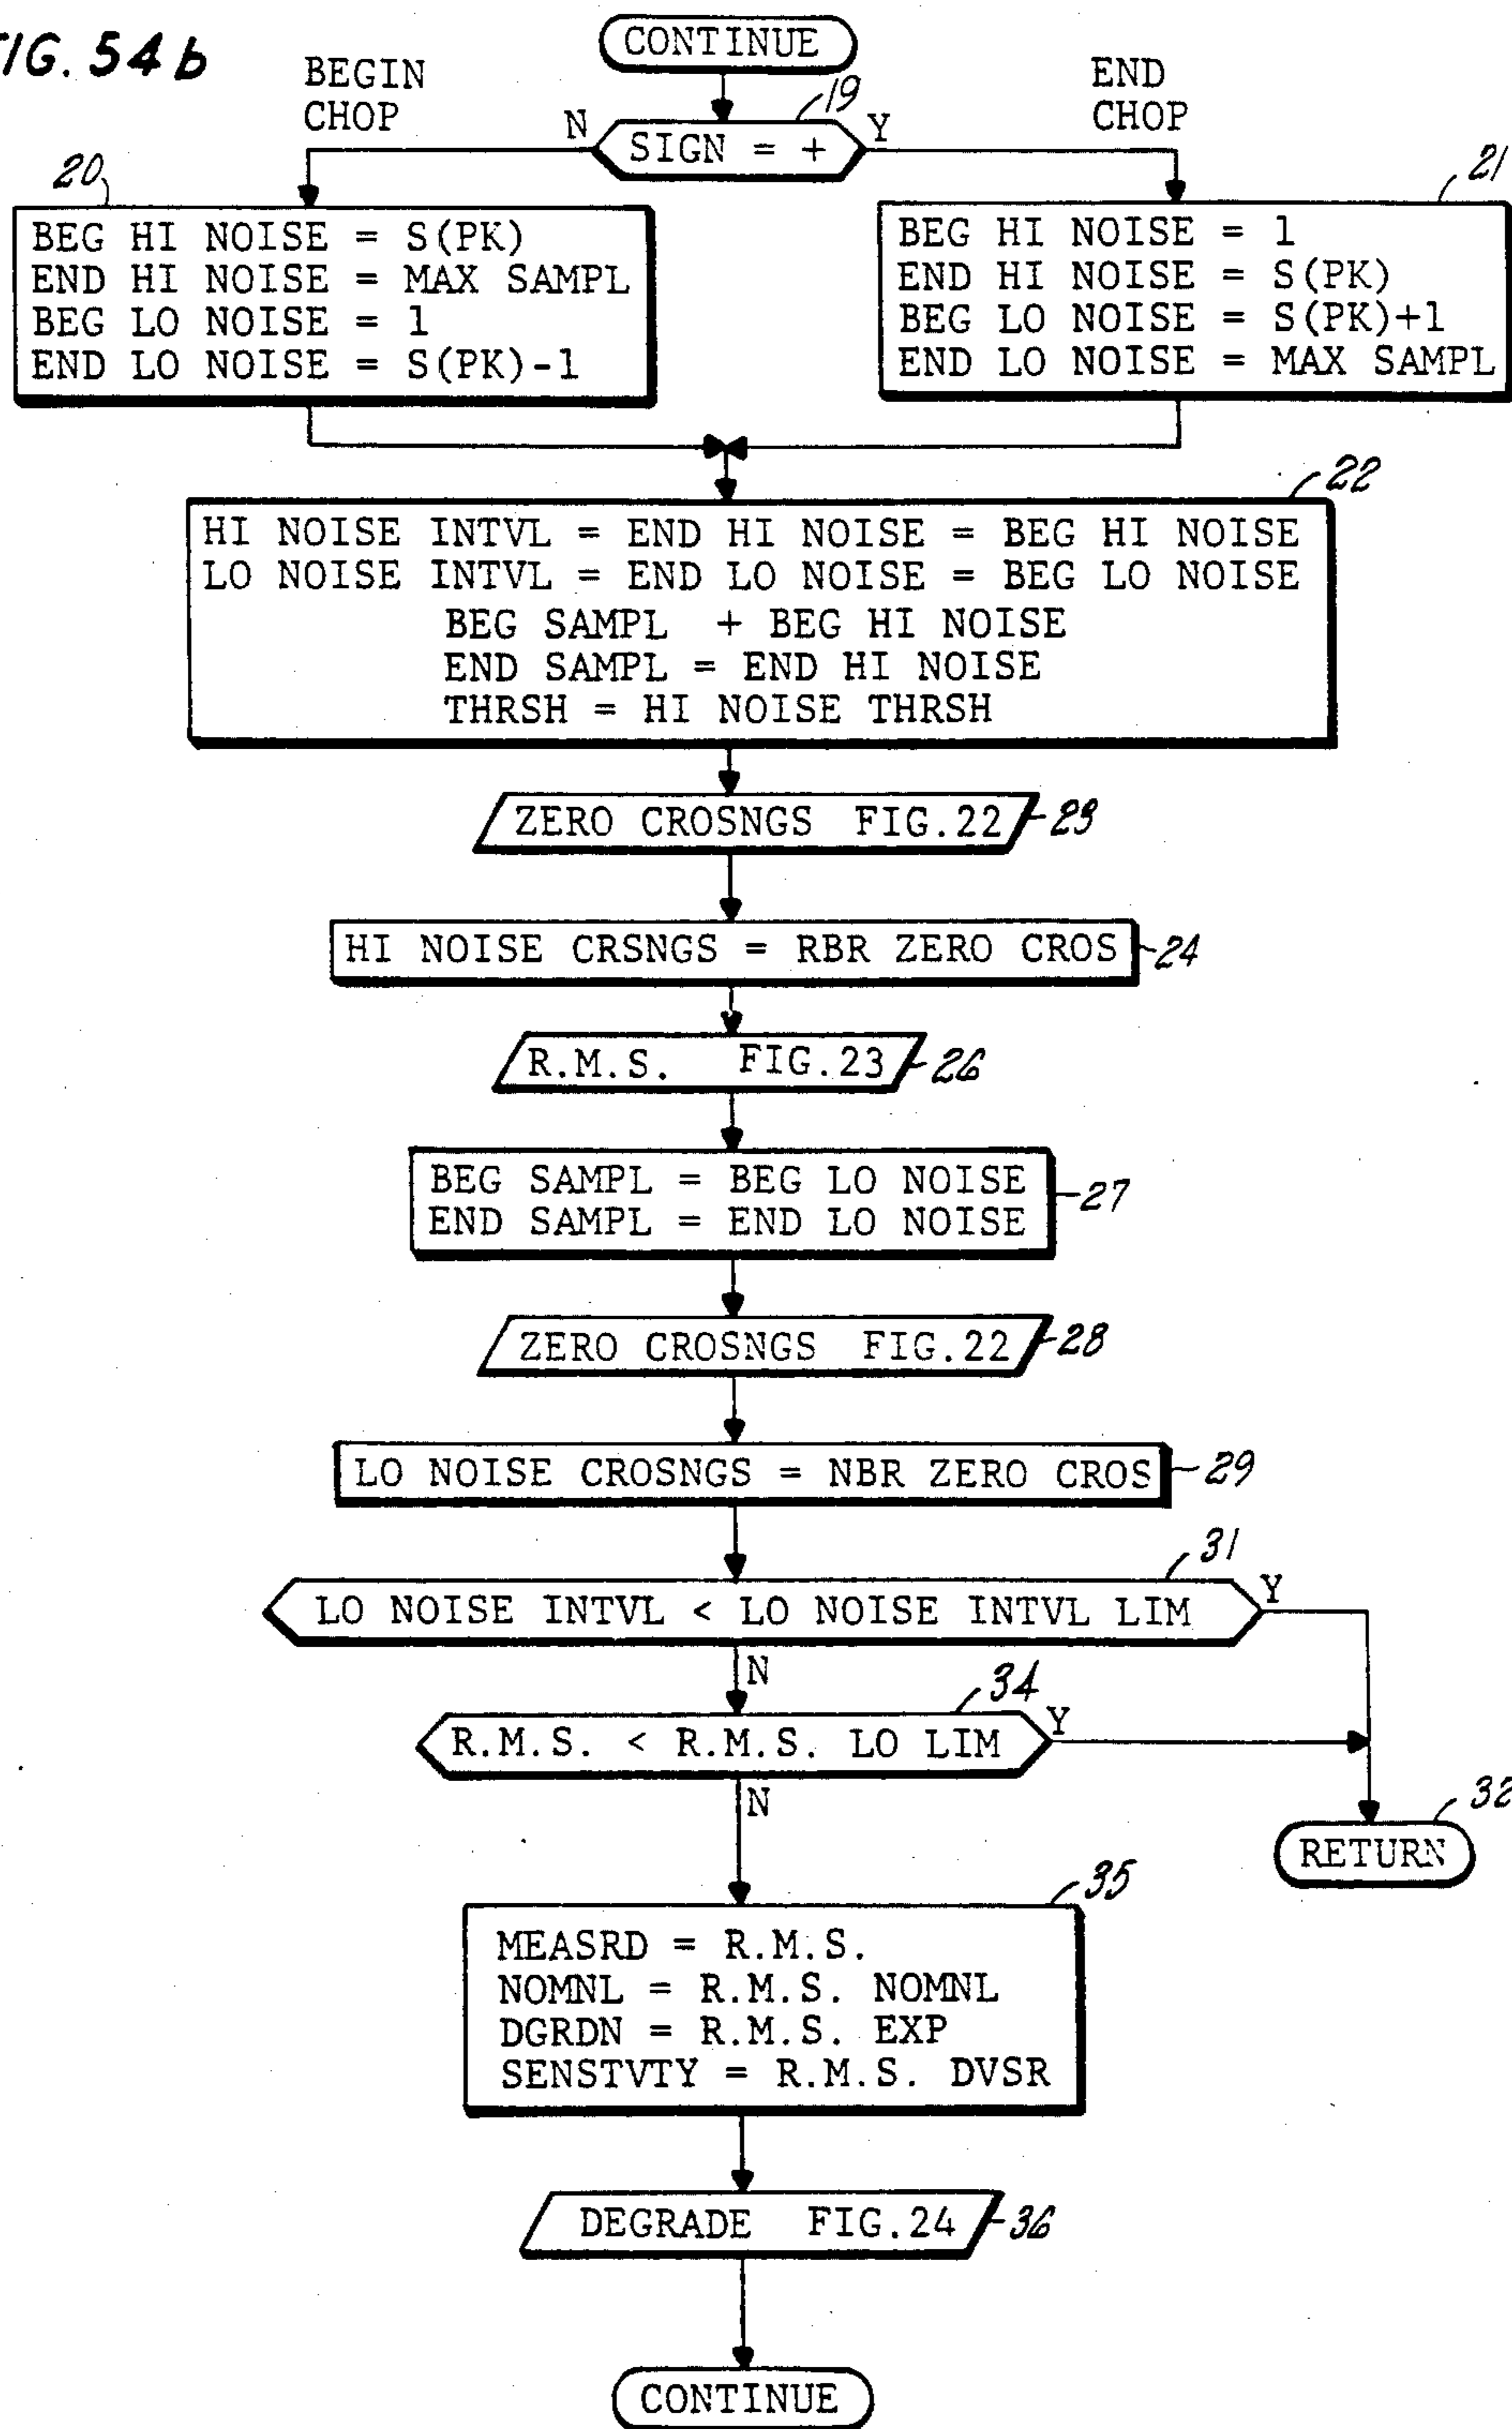 FIG. 54b
CONTINUE
BEGIN
CHOP
END
CHOP
19
N
SIGN = +
Y
20
BEG HI NOISE = S(PK)
END HI NOISE = MAX SAMPL
BEG LO NOISE = 1
END LO NOISE = S(PK)-1
21
BEG HI NOISE = 1
END HI NOISE = S(PK)
BEG LO NOISE = S(PK)+1
END LO NOISE = MAX SAMPL
22
HI NOISE INTVL = END HI NOISE = BEG HI NOISE
LO NOISE INTVL = END LO NOISE = BEG LO NOISE
BEG SAMPL + BEG HI NOISE
END SAMPL = END HI NOISE
THRSH = HI NOISE THRSH
ZERO CROSNGS FIG.22
23
HI NOISE CRSNGS = RBR ZERO CROS
24
R.M.S. FIG.23
26
BEG SAMPL = BEG LO NOISE
END SAMPL = END LO NOISE
27
ZERO CROSNGS FIG.22
28
LO NOISE CROSNGS = NBR ZERO CROS
29
31
LO NOISE INTVL < LO NOISE INTVL LIM
Y
N
34
R.M.S. < R.M.S. LO LIM
Y
N
32
RETURN
35
MEASRD = R.M.S.
NOMNL = R.M.S. NOMNL
DGRDN = R.M.S. EXP
SENSTVTY = R.M.S. DVSR
DEGRADE FIG.24
36
CONTINUE